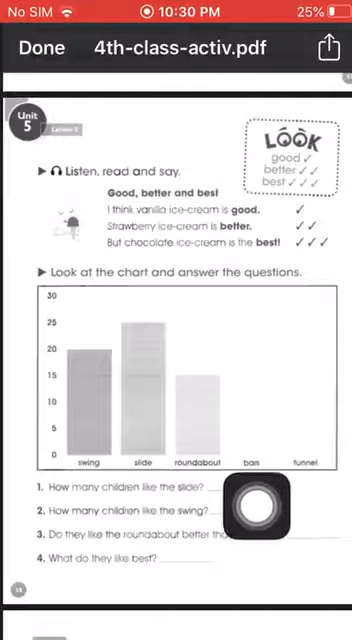 No SIM 10:30 PM 25%
Done 4th-class-activ.pdf
Unit
5
LOOK
good ✓
better ✓ ✓
best ✓ ✓ ✓
▶ Listen, read and say.
Good, better and best
I think vanilla ice-cream is good. ✓
Strawberry ice-cream is better. ✓ ✓
But chocolate ice-cream is the best! ✓ ✓ ✓
▶ Look at the chart and answer the questions.
30
25
20
15
10
5
0
swing slide roundabout bars tunnel
1. How many children like the slide?
2. How many children like the swing?
3. Do they like the roundabout better
4. What do they like best?